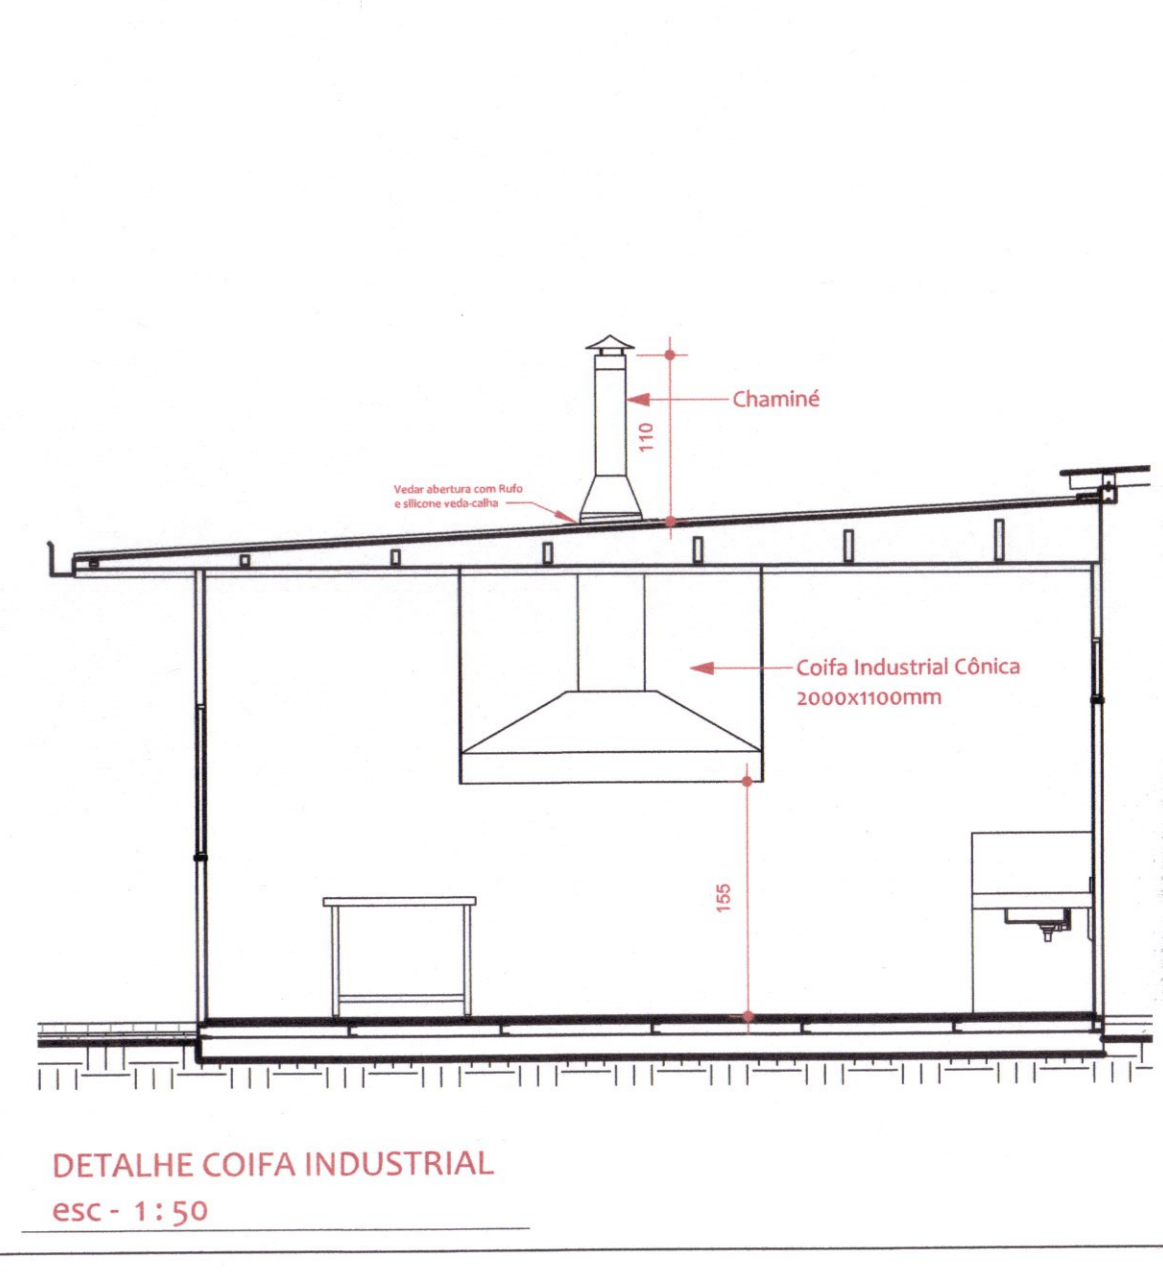 Chaminé
110
Vedar abertura com Rufo
e silicone veda-calha
Coifa Industrial Cônica
2000x1100mm
155
DETALHE COIFA INDUSTRIAL
esc - 1:50